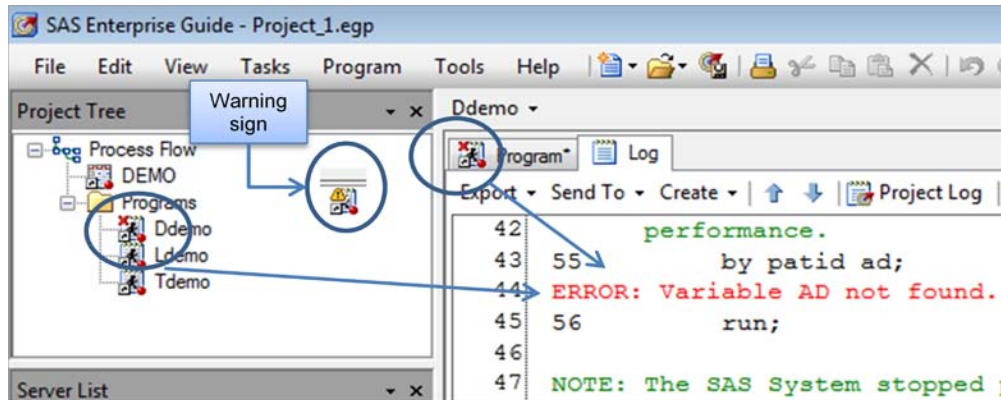 SAS Enterprise Guide - Project_1.egp
File Edit View Tasks Program Tools Help
Project Tree
Warning
sign
Process Flow
DEMO
Programs
Ddemo
Ldemo
Tdemo
Server List
Ddemo
Program* Log
Export Send To Create Project Log
42 performance.
43 55 by patid ad;
44 ERROR: Variable AD not found.
45 56 run;
46
47 NOTE: The SAS System stopped